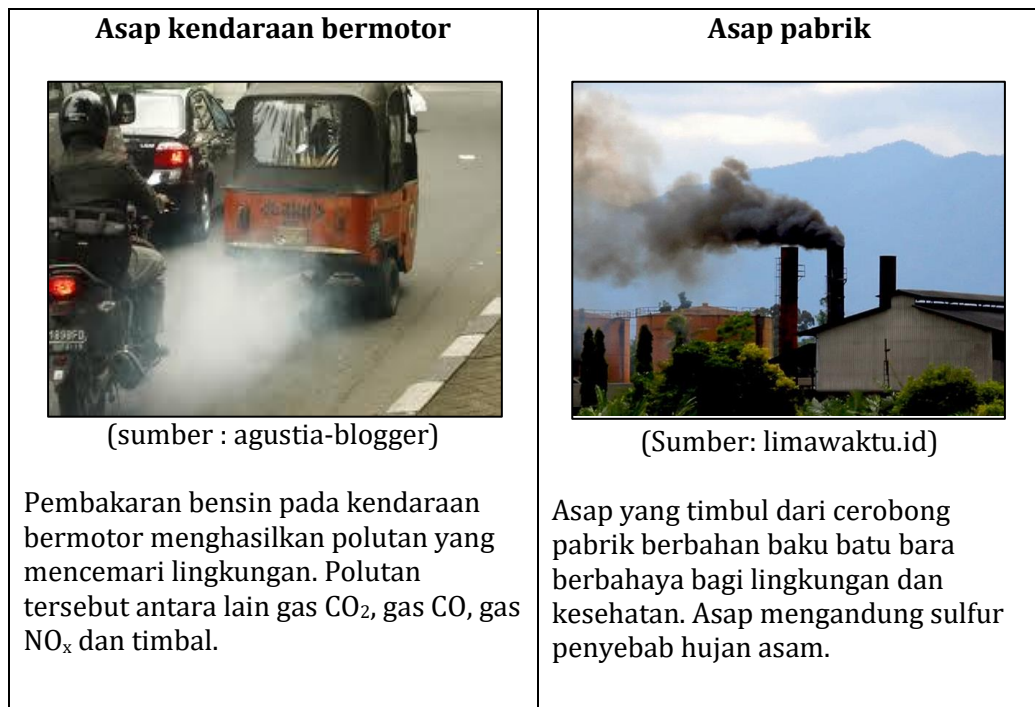 Asap kendaraan bermotor
(sumber : agustia-blogger)
Pembakaran bensin pada kendaraan
bermotor menghasilkan polutan yang
mencemari lingkungan. Polutan
tersebut antara lain gas CO₂, gas CO, gas
NOₓ dan timbal.
Asap pabrik
(Sumber: limawaktu.id)
Asap yang timbul dari cerobong
pabrik berbahan baku batu bara
berbahaya bagi lingkungan dan
kesehatan. Asap mengandung sulfur
penyebab hujan asam.